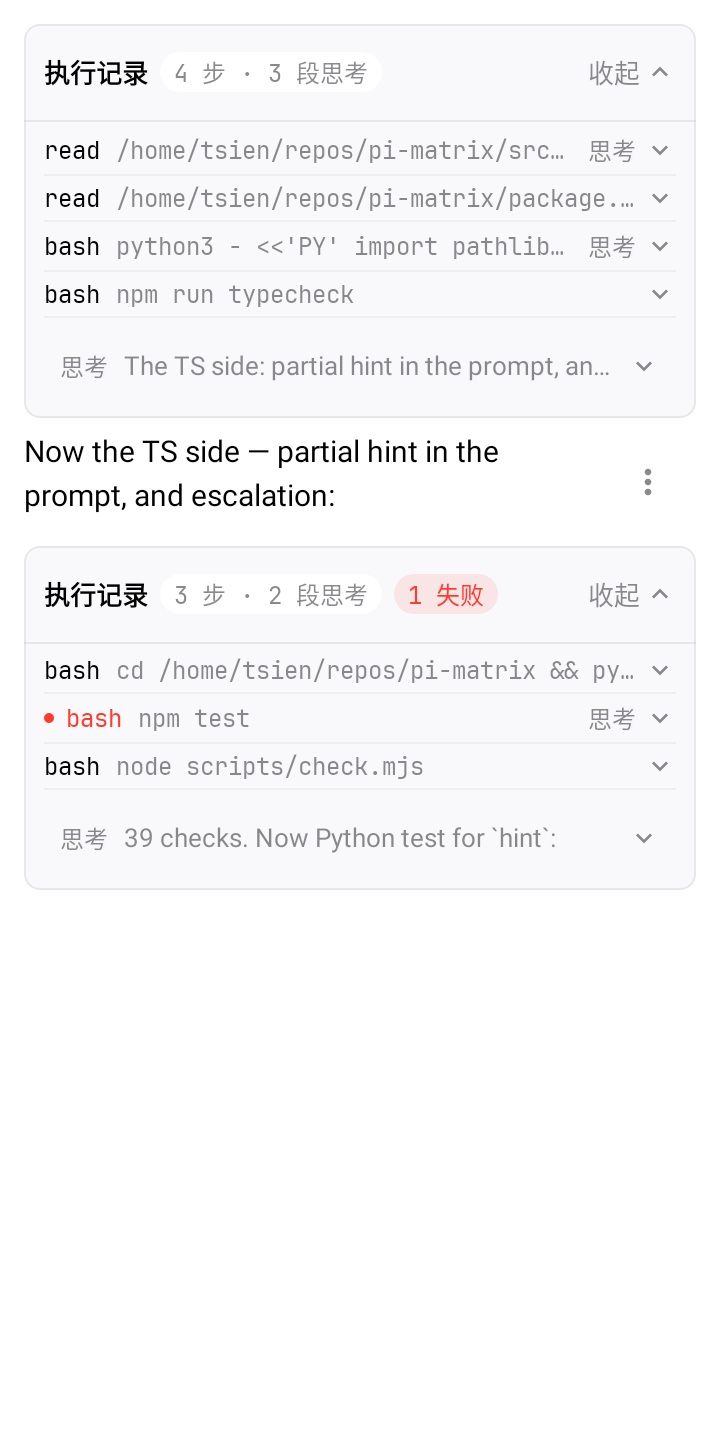 执行记录 4 步 · 3 段思考 收起
read /home/tsien/repos/pi-matrix/src… 思考
read /home/tsien/repos/pi-matrix/package.…
bash python3 - <<'PY' import pathlib… 思考
bash npm run typecheck
思考 The TS side: partial hint in the prompt, an…
Now the TS side — partial hint in the
prompt, and escalation:
执行记录 3 步 · 2 段思考 1 失败 收起
bash cd /home/tsien/repos/pi-matrix && py…
bash npm test 思考
bash node scripts/check.mjs
思考 39 checks. Now Python test for `hint`: